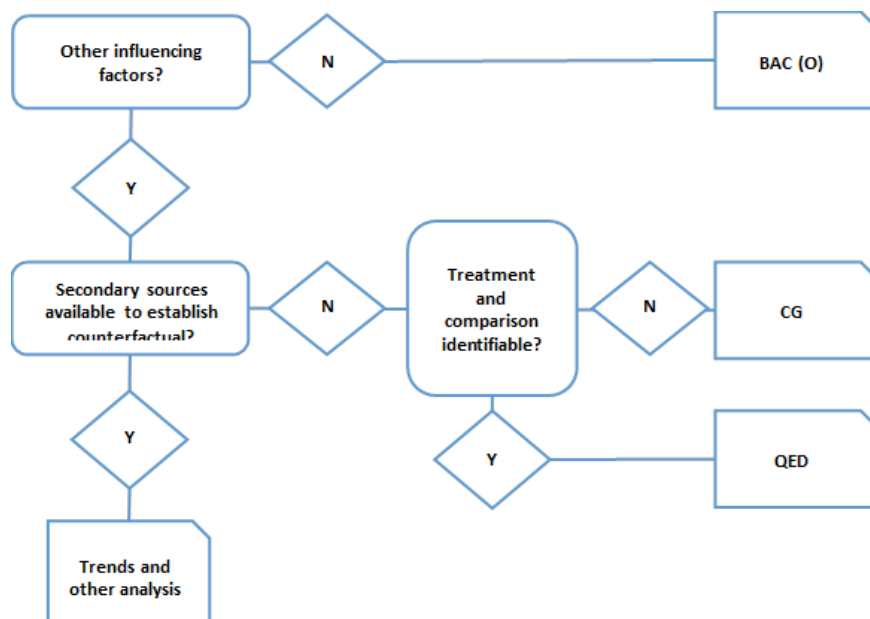 Other influencing
factors?
N
BAC (O)
Y
Secondary sources
available to establish
counterfactual?
N
Treatment
and
comparison
identifiable?
N
CG
Y
Y
QED
Trends and
other analysis